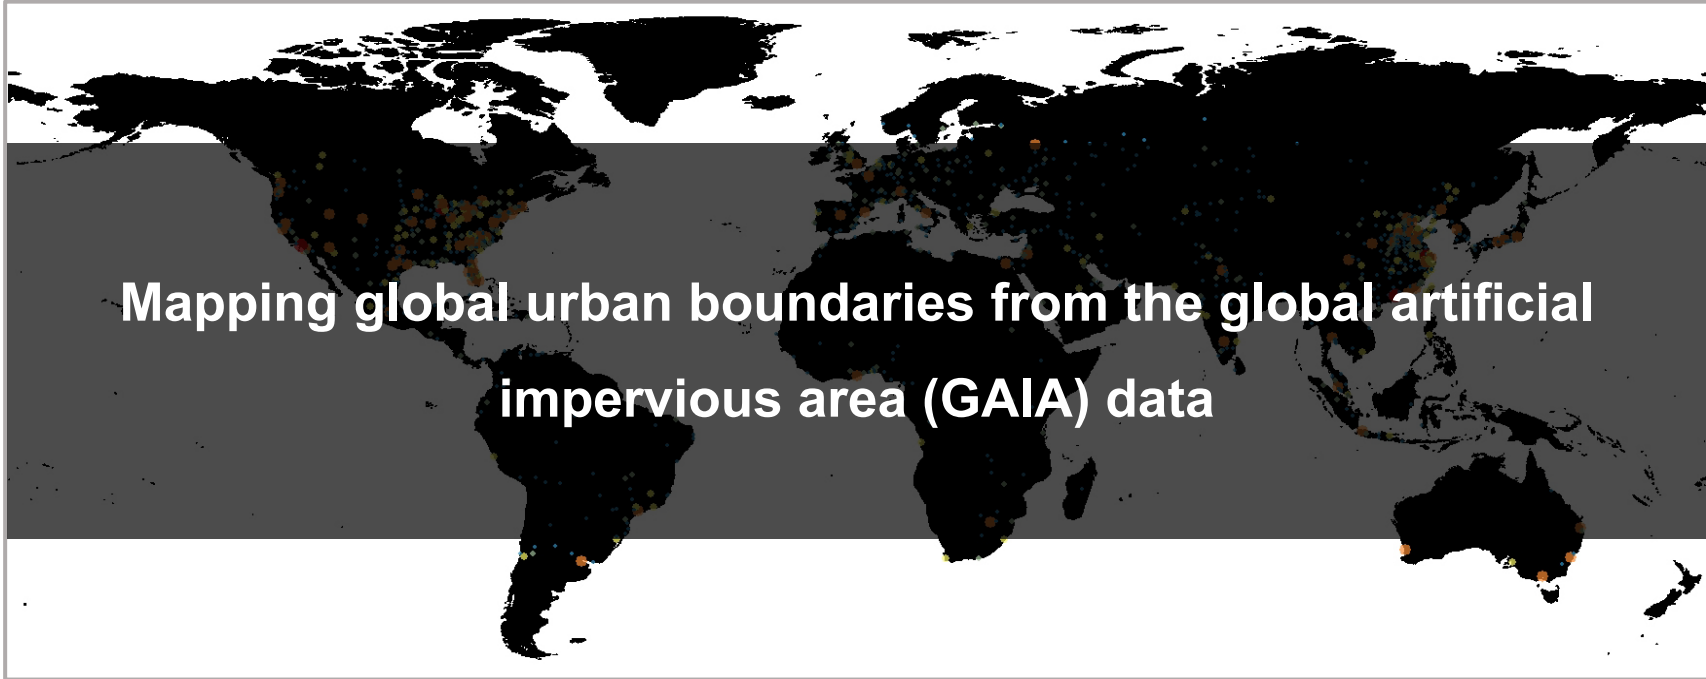 Mapping global urban boundaries from the global artificial
impervious area (GAIA) data